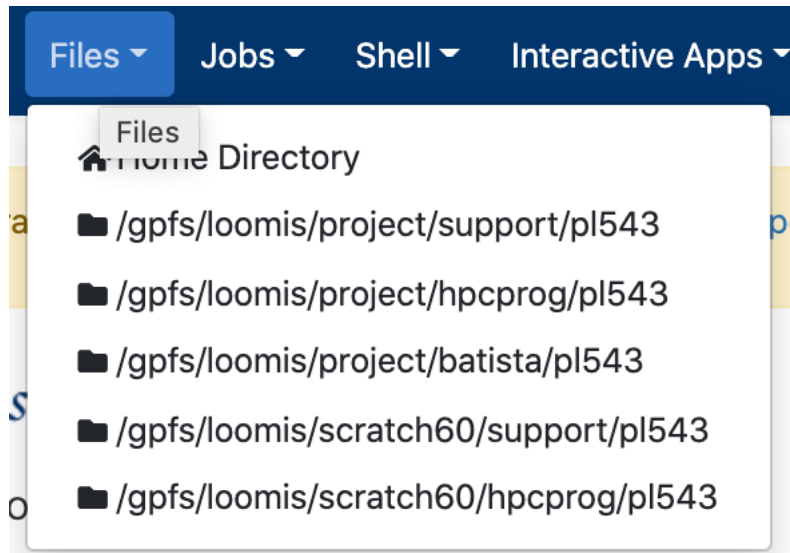 Files Jobs Shell Interactive Apps
Files
Home Directory
/gpfs/loomis/project/support/pl543
/gpfs/loomis/project/hpcprog/pl543
/gpfs/loomis/project/batista/pl543
/gpfs/loomis/scratch60/support/pl543
/gpfs/loomis/scratch60/hpcprog/pl543